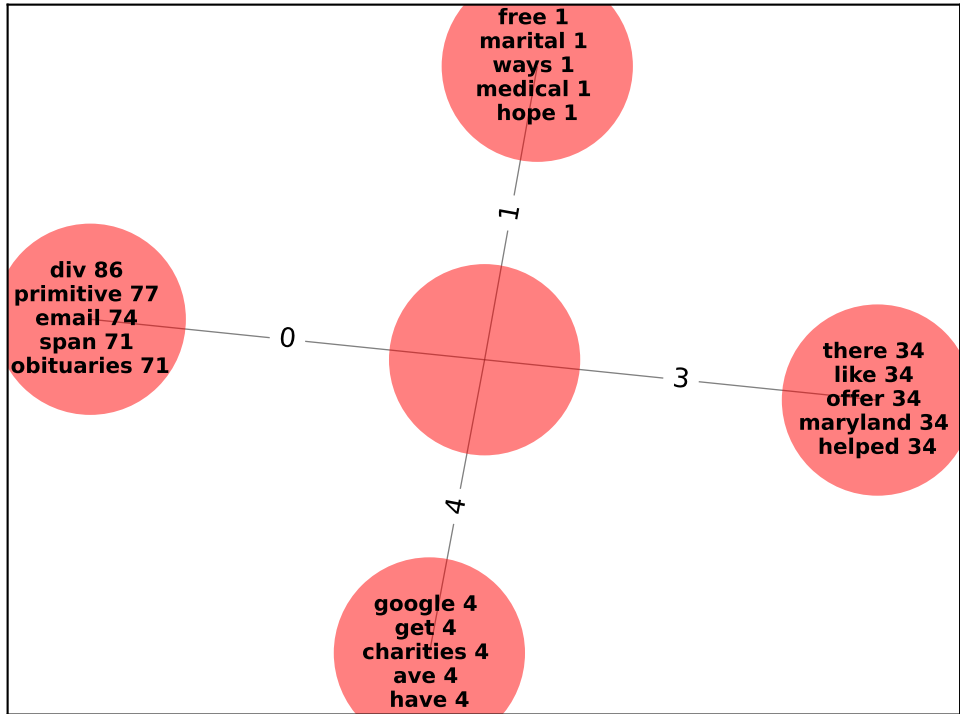 free 1
marital 1
ways 1
medical 1
hope 1
1
div 86
primitive 77
email 74
span 71
obituaries 71
0
3
there 34
like 34
offer 34
maryland 34
helped 34
4
google 4
get 4
charities 4
ave 4
have 4